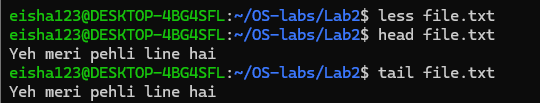 eisha123@DESKTOP-4BG4SFL:~/OS-labs/Lab2$ less file.txt
eisha123@DESKTOP-4BG4SFL:~/OS-labs/Lab2$ head file.txt
Yeh meri pehli line hai
eisha123@DESKTOP-4BG4SFL:~/OS-labs/Lab2$ tail file.txt
Yeh meri pehli line hai